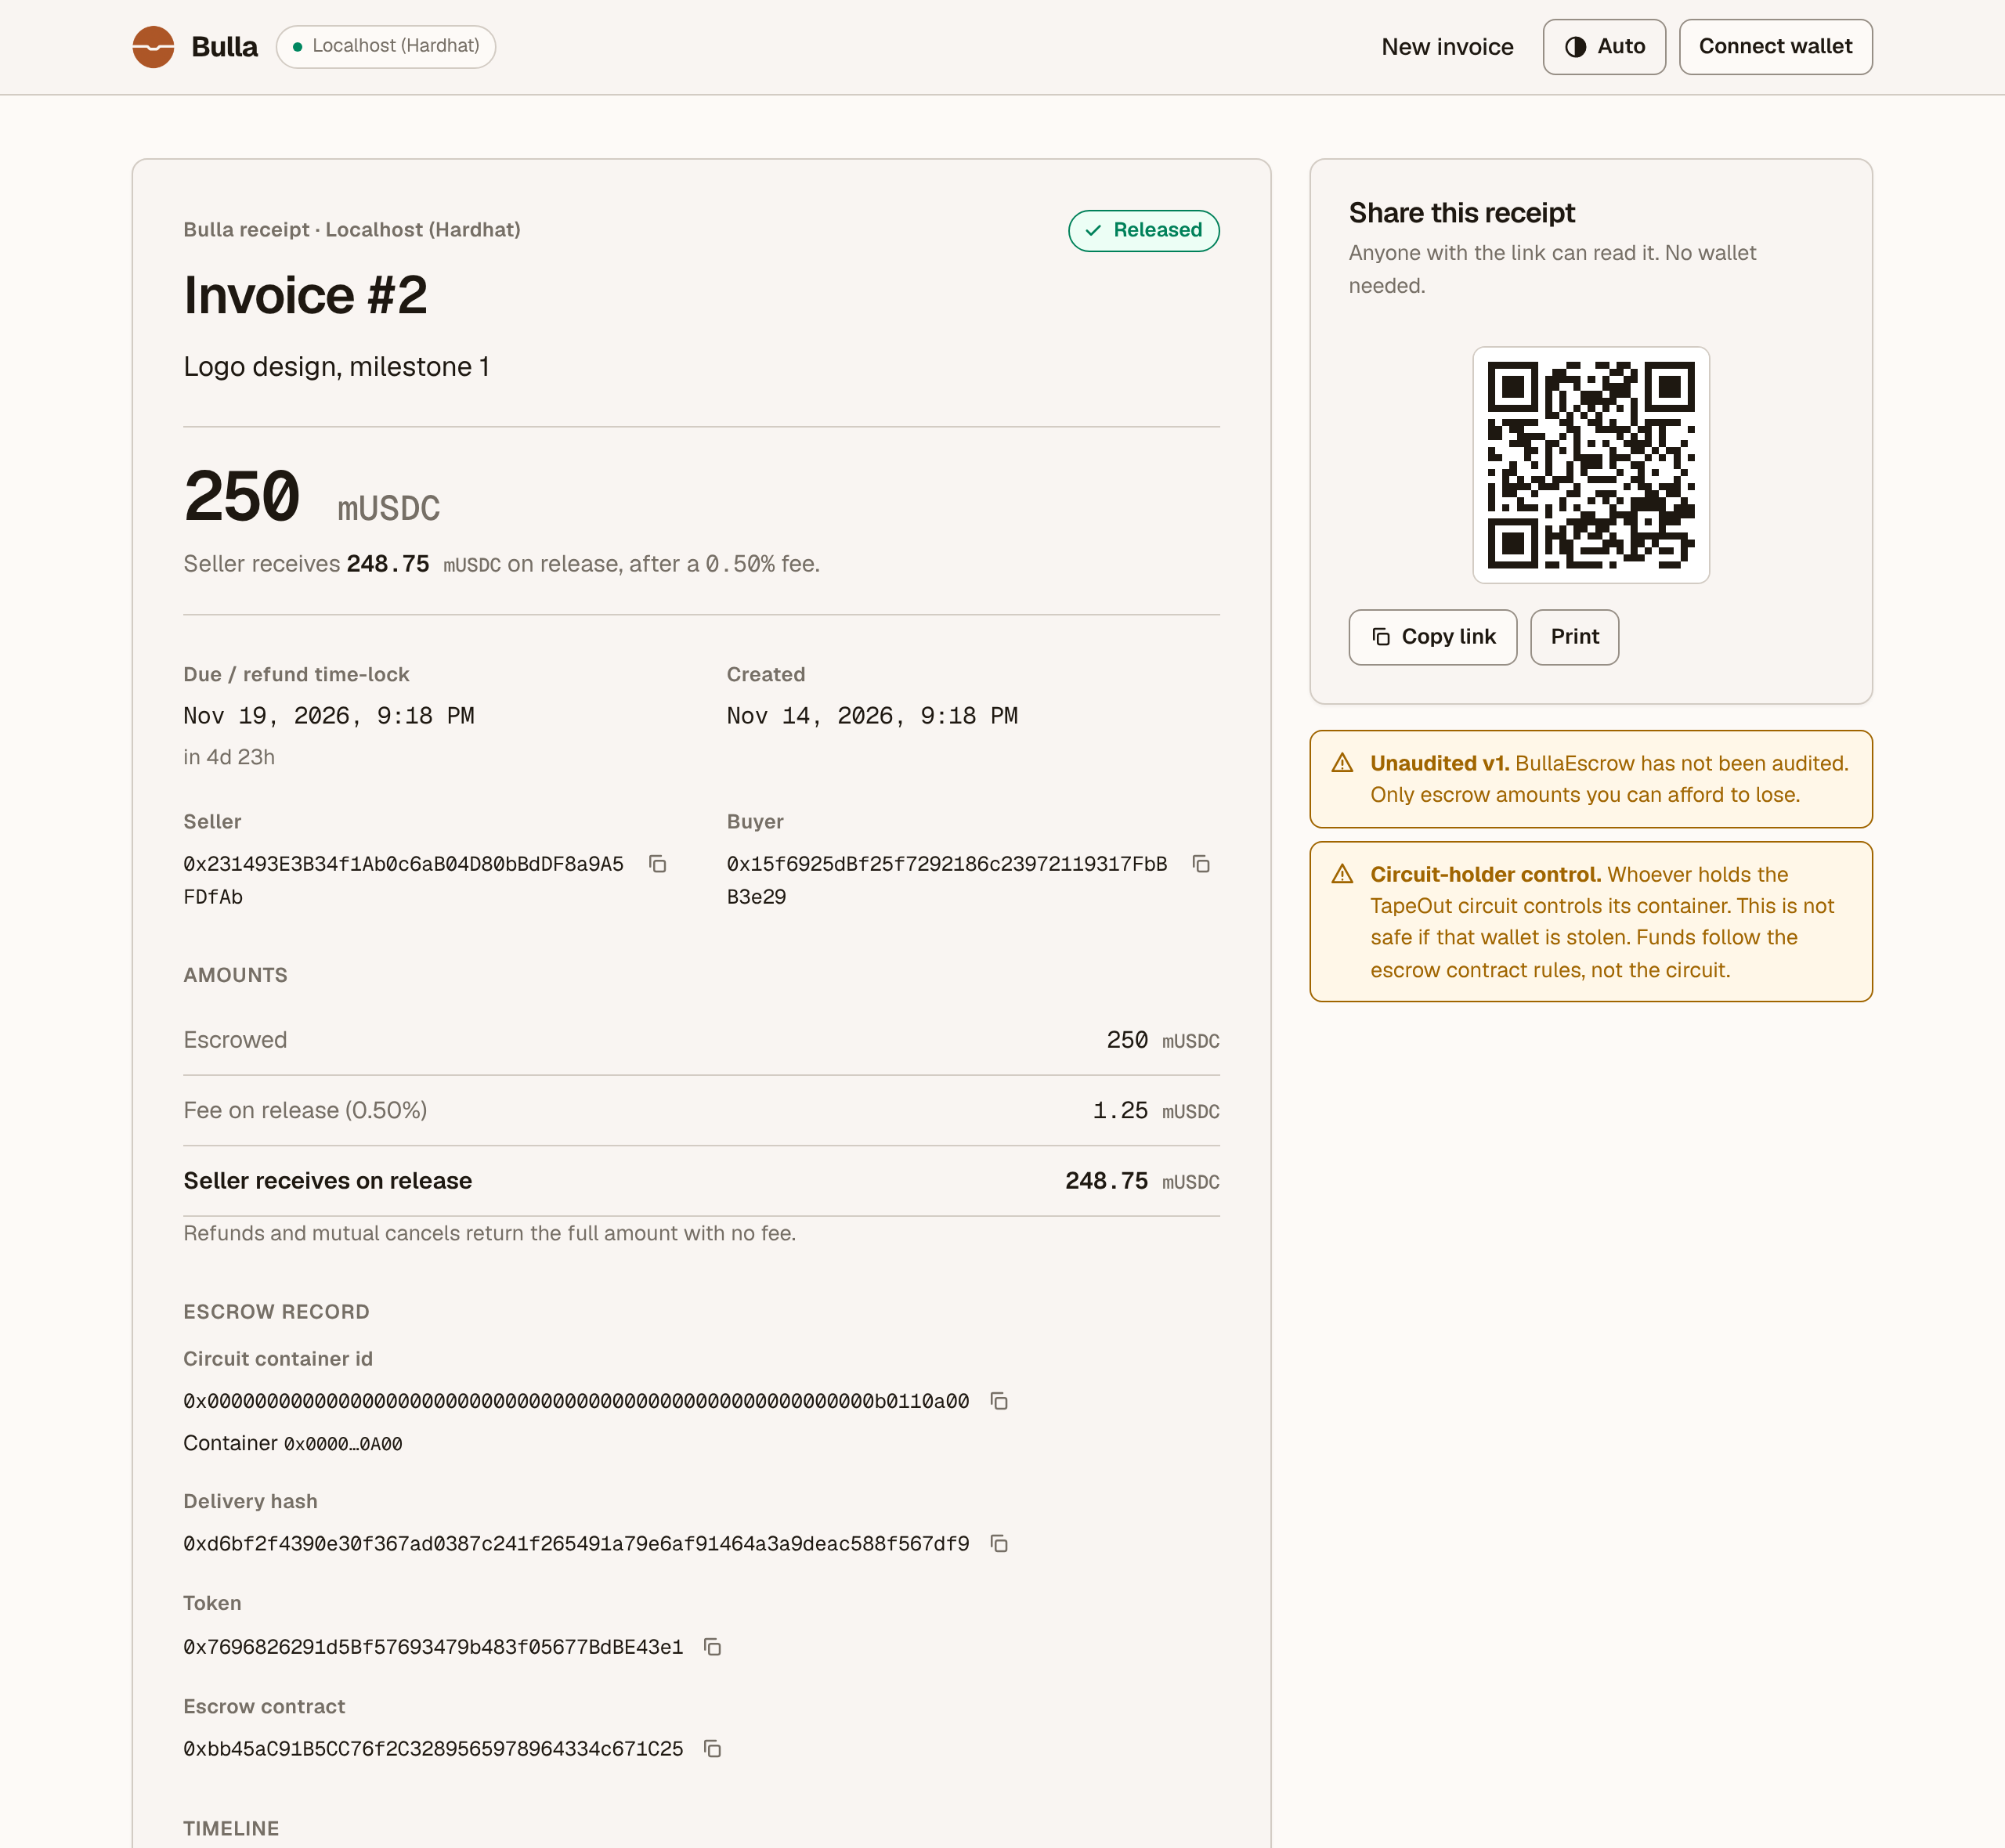 Bulla
Localhost (Hardhat)
New invoice
Auto
Connect wallet
Bulla receipt · Localhost (Hardhat)
Released
Invoice #2
Logo design, milestone 1
250 mUSDC
Seller receives 248.75 mUSDC on release, after a 0.50% fee.
Due / refund time-lock
Nov 19, 2026, 9:18 PM
in 4d 23h
Created
Nov 14, 2026, 9:18 PM
Seller
0x231493E3B34f1Ab0c6aB04D80bBdDF8a9A5
FDfAb
Buyer
0x15f6925dBf25f7292186c23972119317FbB
B3e29
AMOUNTS
Escrowed 250 mUSDC
Fee on release (0.50%) 1.25 mUSDC
Seller receives on release 248.75 mUSDC
Refunds and mutual cancels return the full amount with no fee.
ESCROW RECORD
Circuit container id
0x00000000000000000000000000000000000000000000000000000000b0110a00
Container 0x0000…0A00
Delivery hash
0xd6bf2f4390e30f367ad0387c241f265491a79e6af91464a3a9deac588f567df9
Token
0x7696826291d5Bf57693479b483f05677BdBE43e1
Escrow contract
0xbb45aC91B5CC76f2C3289565978964334c671C25
TIMELINE
Share this receipt
Anyone with the link can read it. No wallet
needed.
Copy link
Print
Unaudited v1. BullaEscrow has not been audited.
Only escrow amounts you can afford to lose.
Circuit-holder control. Whoever holds the
TapeOut circuit controls its container. This is not
safe if that wallet is stolen. Funds follow the
escrow contract rules, not the circuit.